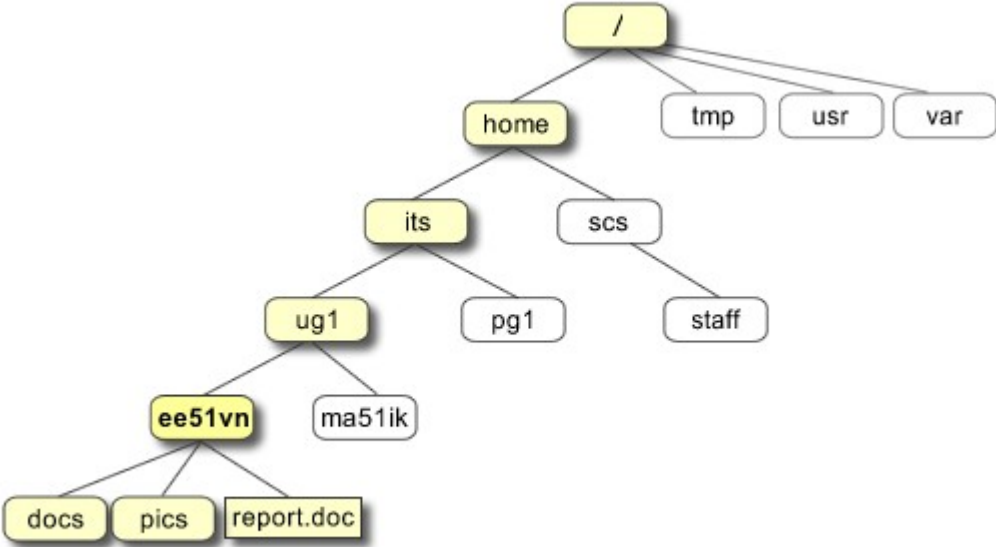 /
home
tmp
usr
var
its
scs
ug1
pg1
staff
ee51vn
ma51ik
docs
pics
report.doc